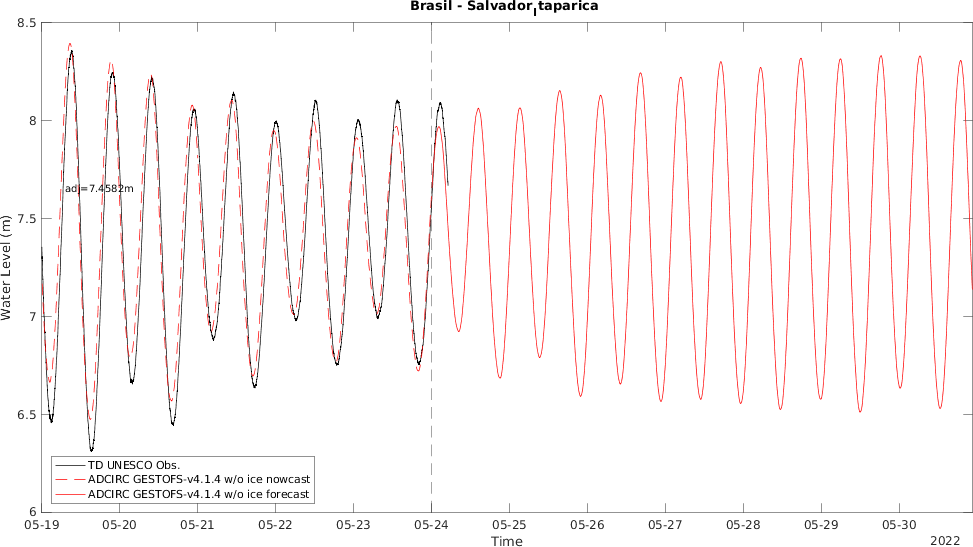 Brasil - Salvador,Itaparica
8.5
8
7.5
7
6.5
6
Water Level (m)
adj=7.4582m
TD UNESCO Obs.
ADCIRC GESTOFS-v4.1.4 w/o ice nowcast
ADCIRC GESTOFS-v4.1.4 w/o ice forecast
05-19 05-20 05-21 05-22 05-23 05-24 05-25 05-26 05-27 05-28 05-29 05-30
Time
2022